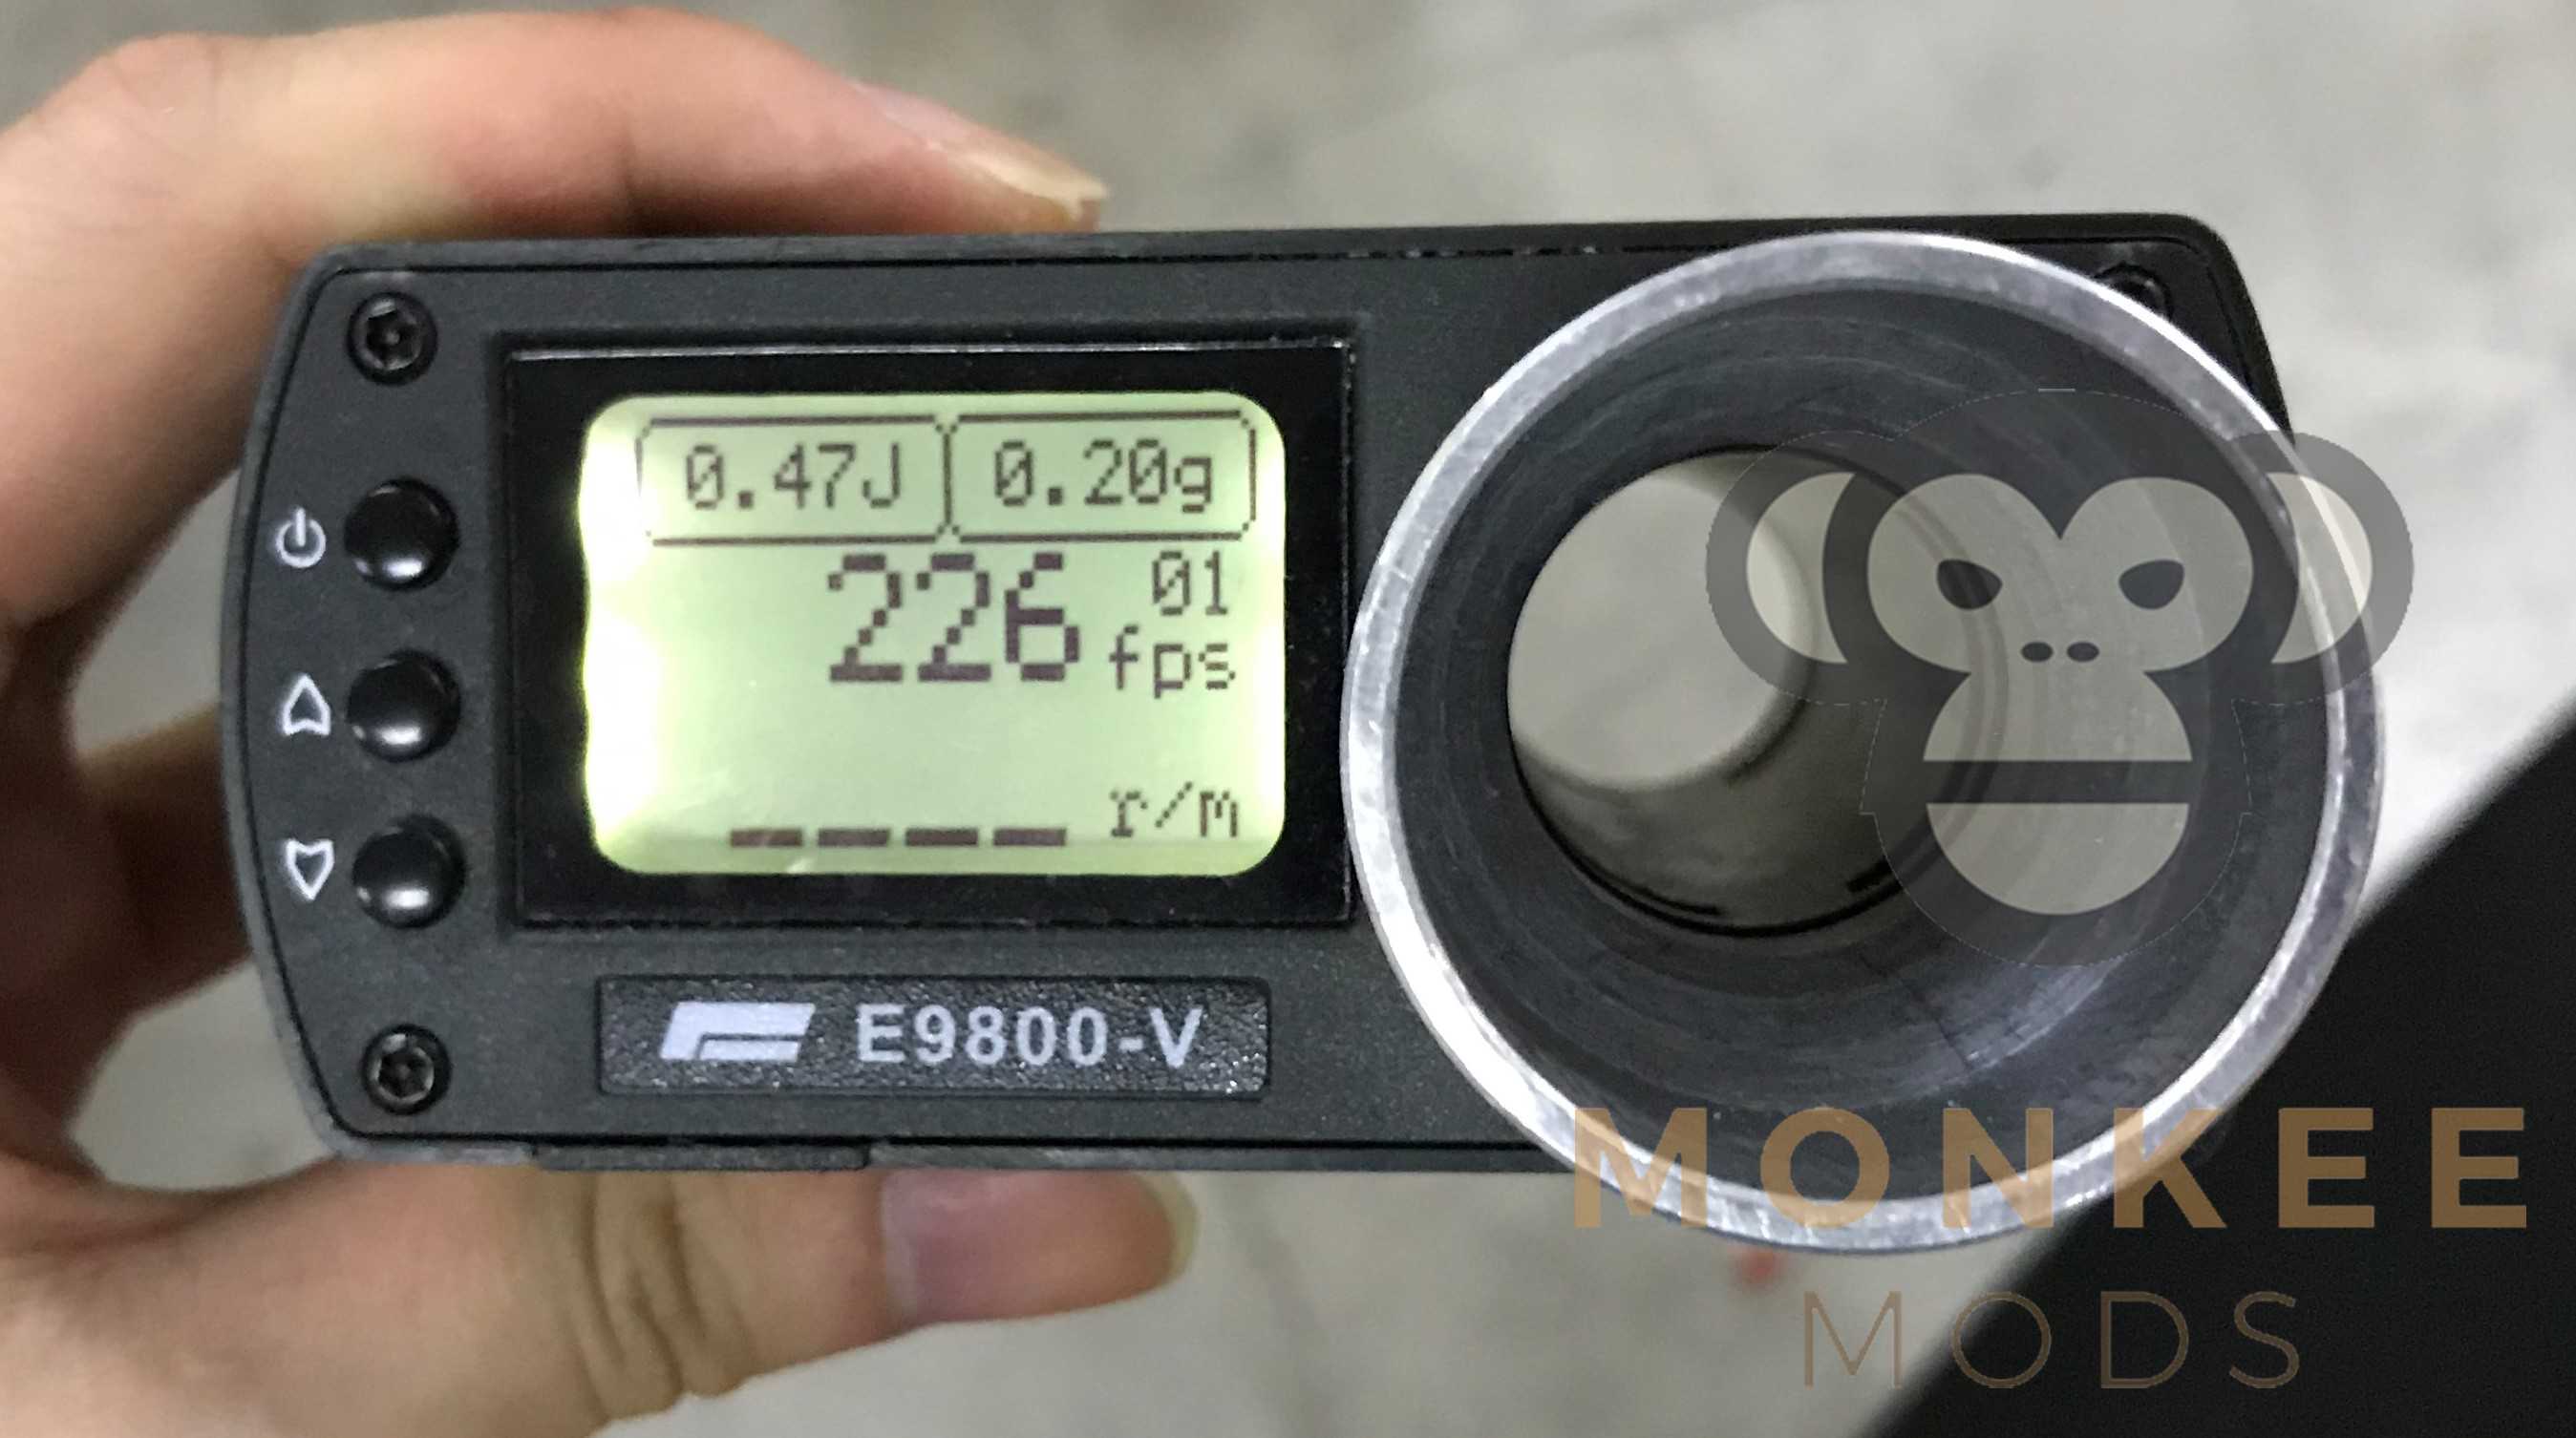 0.47J 0.20g
226 01
fps
---- r/m
E9800-V
MONKEE
MODS